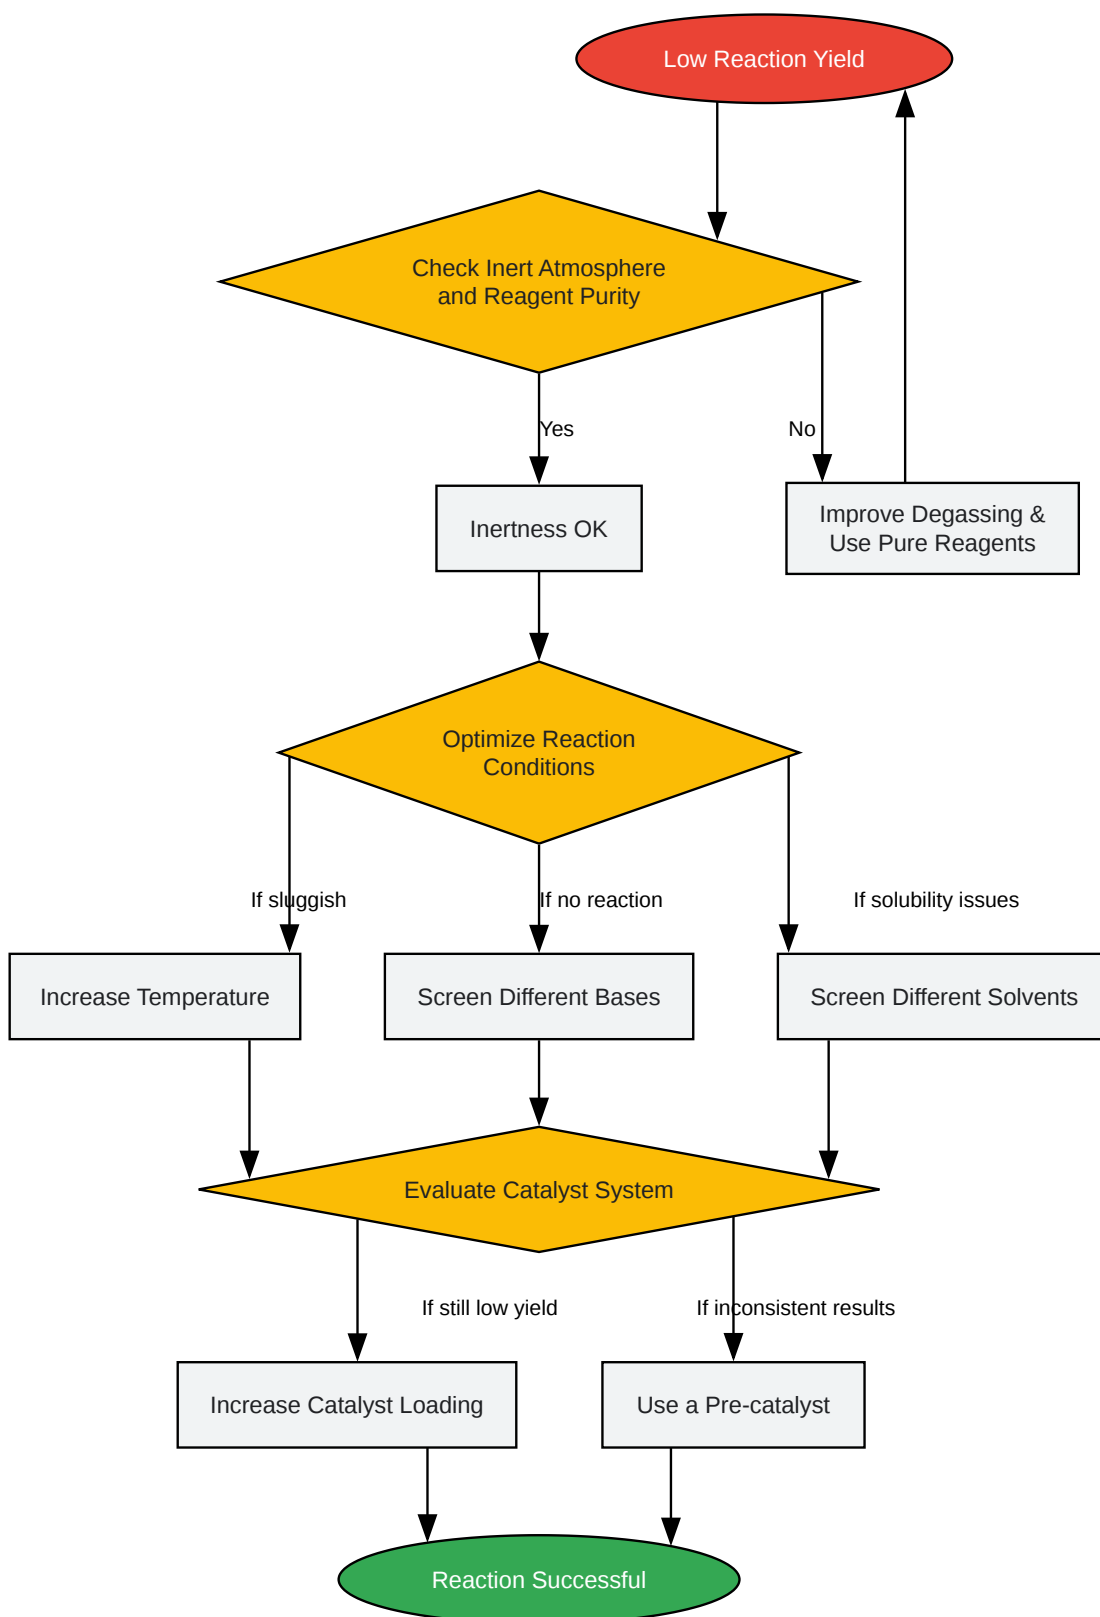 Low Reaction Yield
Check Inert Atmosphere
and Reagent Purity
Yes
No
Inertness OK
Improve Degassing &
Use Pure Reagents
Optimize Reaction
Conditions
If sluggish
If no reaction
If solubility issues
Increase Temperature
Screen Different Bases
Screen Different Solvents
Evaluate Catalyst System
If still low yield
If inconsistent results
Increase Catalyst Loading
Use a Pre-catalyst
Reaction Successful